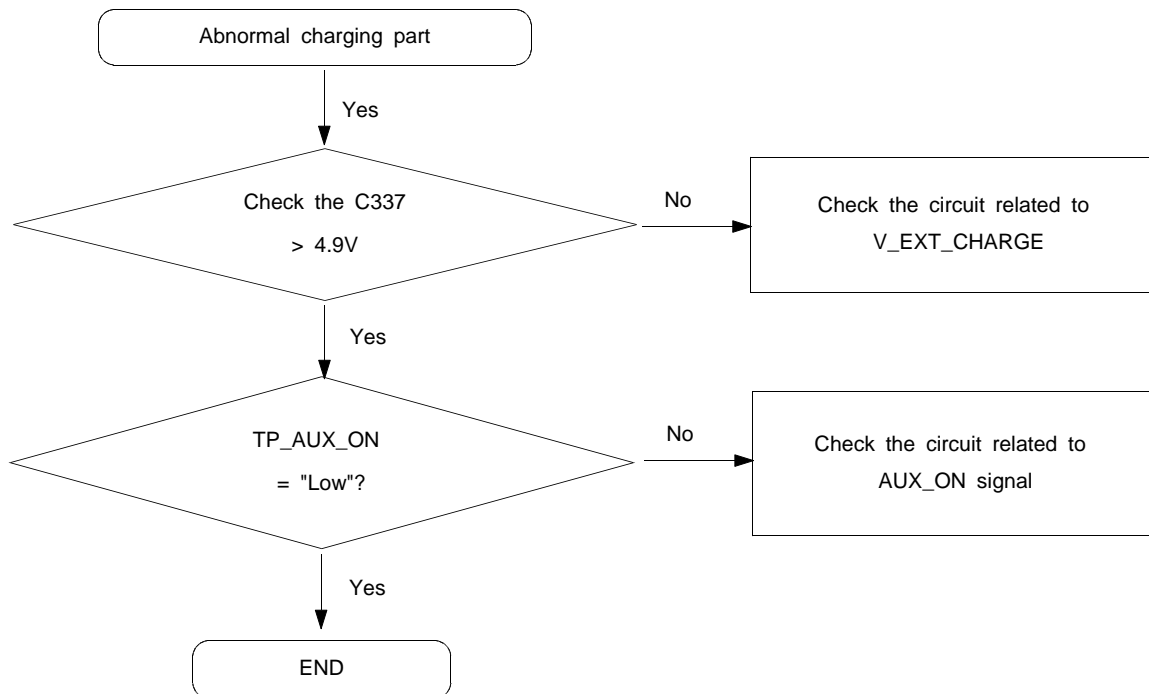 Abnormal charging part
Yes
Check the C337
> 4.9V
No
Check the circuit related to
V_EXT_CHARGE
Yes
TP_AUX_ON
= "Low"?
No
Check the circuit related to
AUX_ON signal
Yes
END